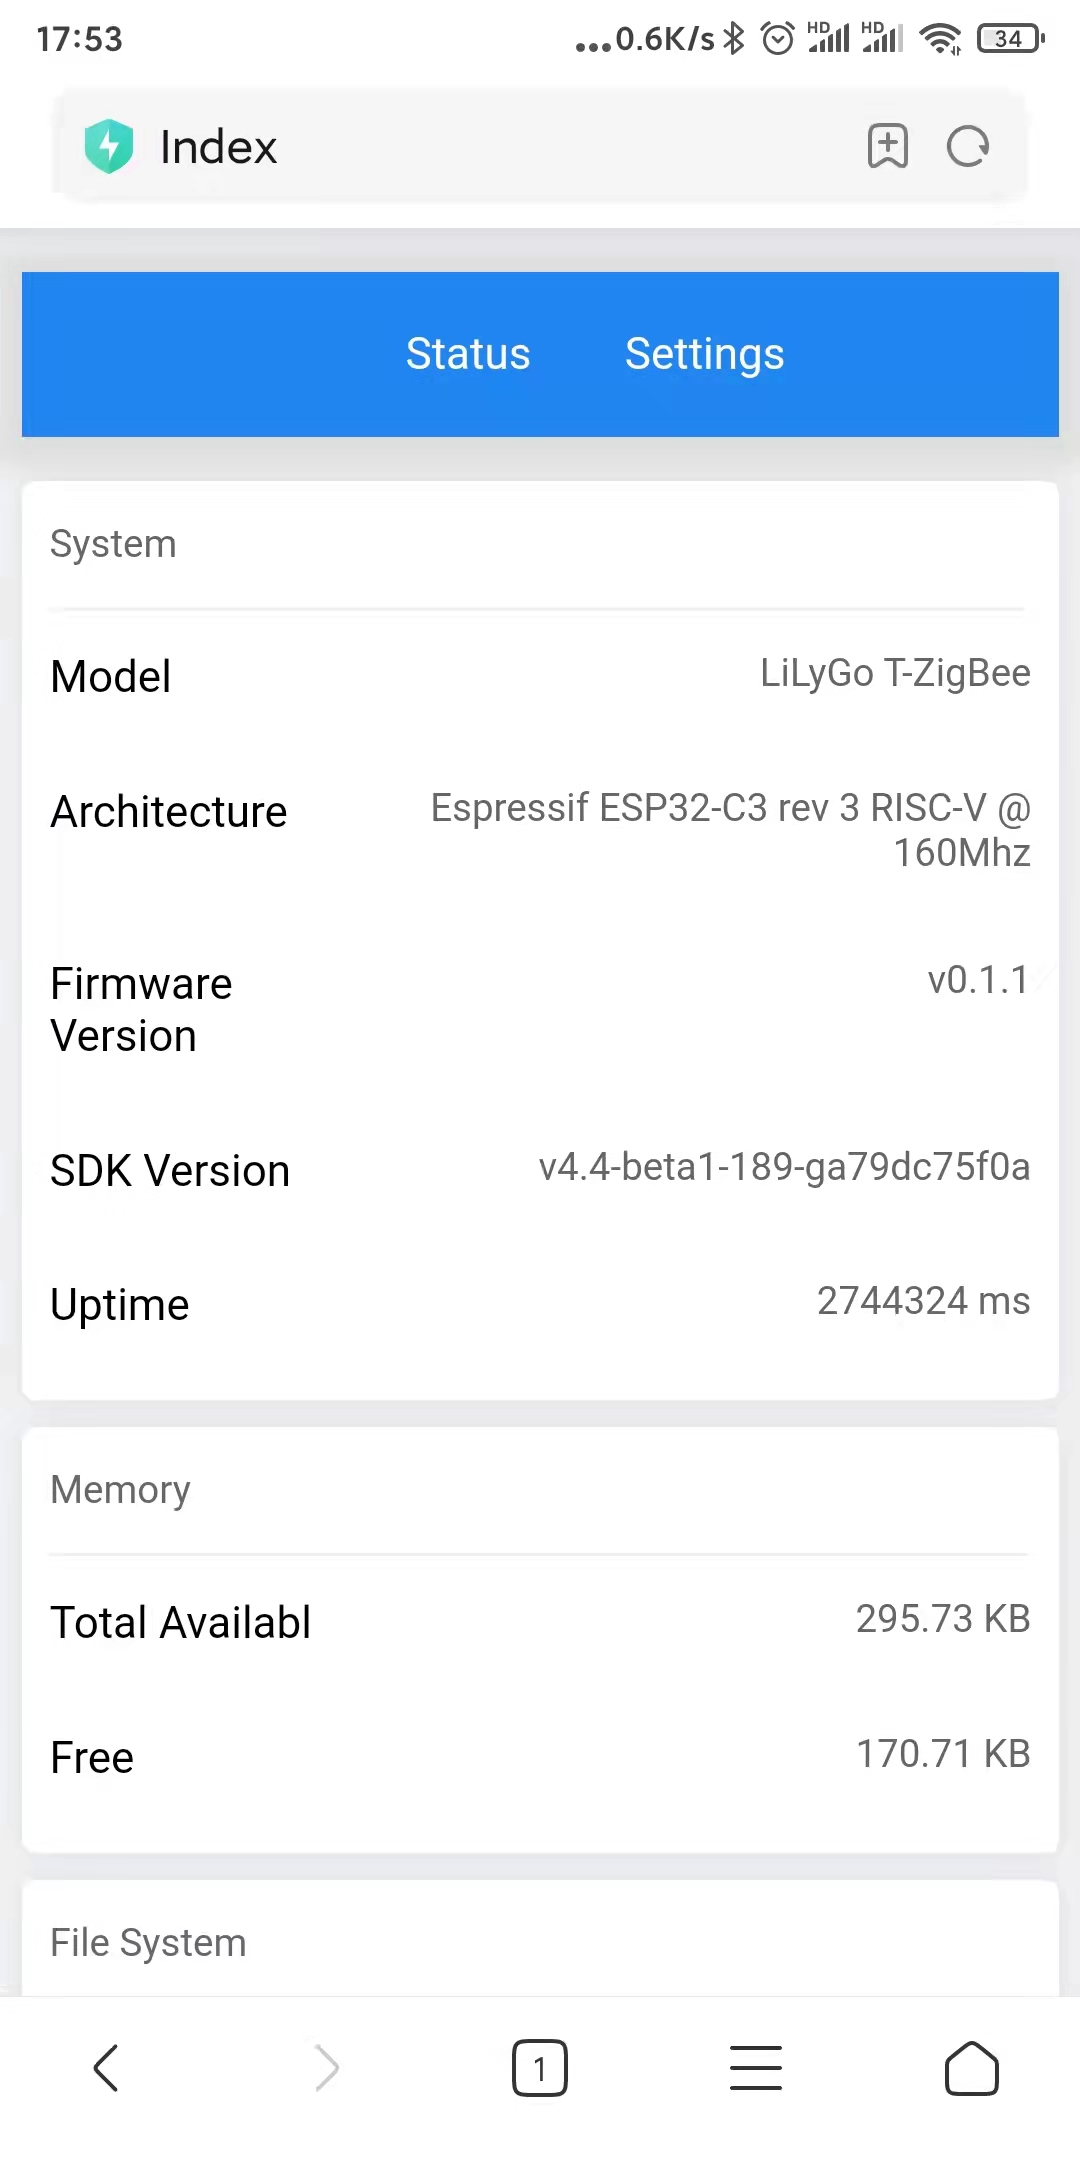 17:53
...0.6K/s HD HD 34
Index
Status Settings
System
Model LiLyGo T-ZigBee
Architecture Espressif ESP32-C3 rev 3 RISC-V @
160Mhz
Firmware v0.1.1
Version
SDK Version v4.4-beta1-189-ga79dc75f0a
Uptime 2744324 ms
Memory
Total Availabl 295.73 KB
Free 170.71 KB
File System
1